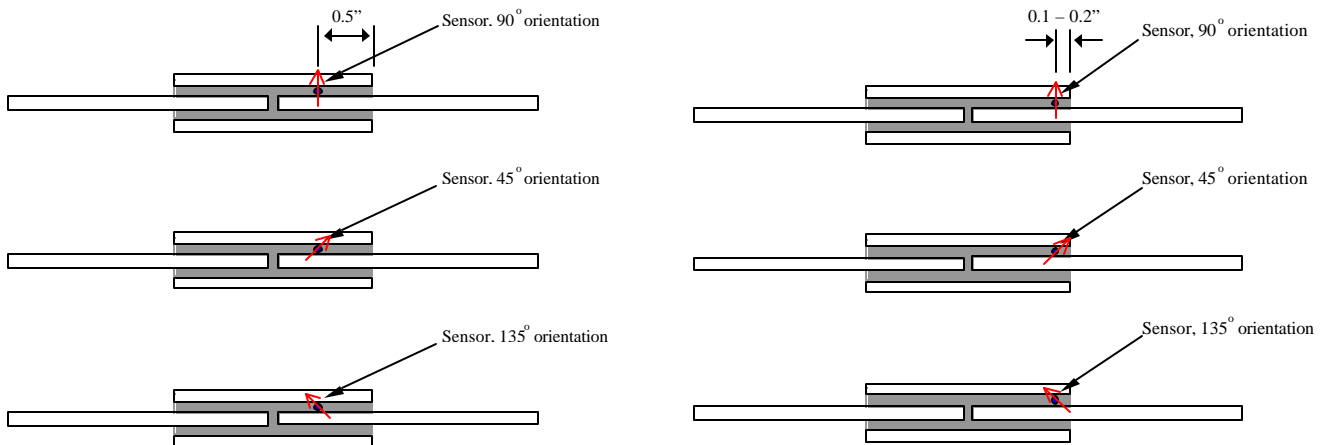 0.5”
Sensor. 90° orientation
0.1 – 0.2”
Sensor, 90° orientation
Sensor. 45° orientation
Sensor, 45° orientation
Sensor. 135° orientation
Sensor, 135° orientation